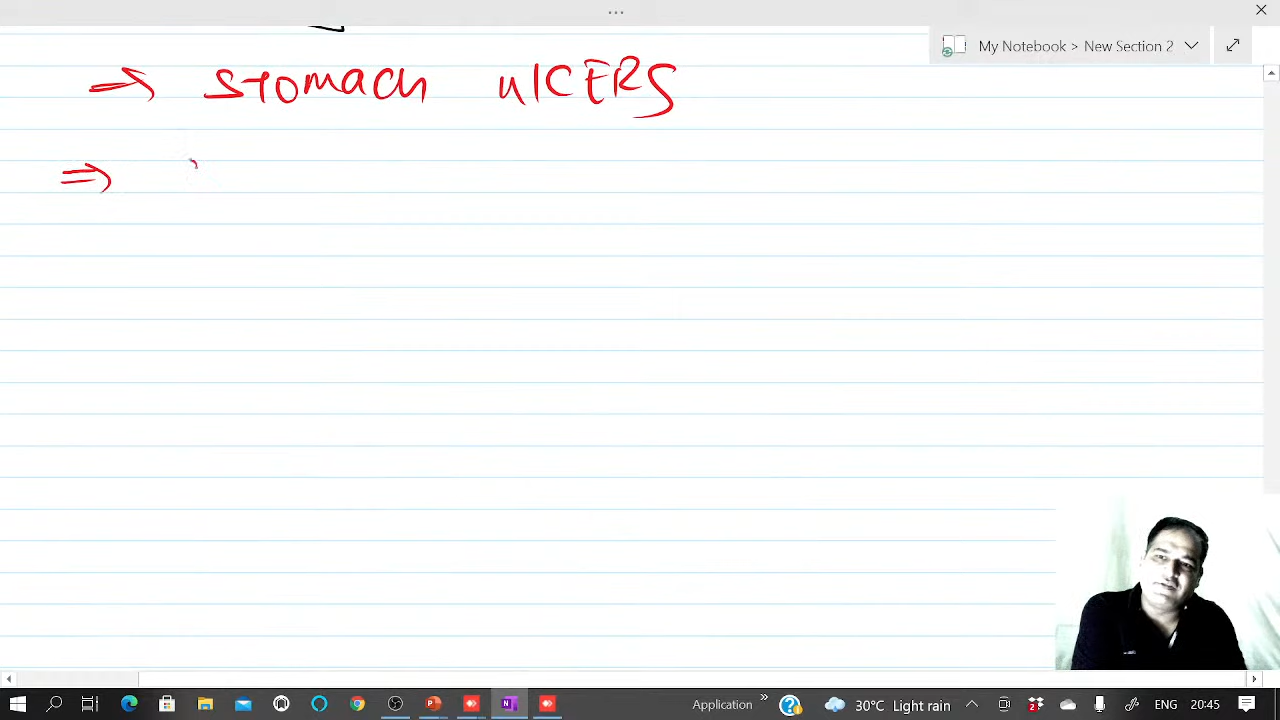 My Notebook > New Section 2
⇒ Stomach ulCERS
⇒
Application
30°C Light rain
ENG
20:45